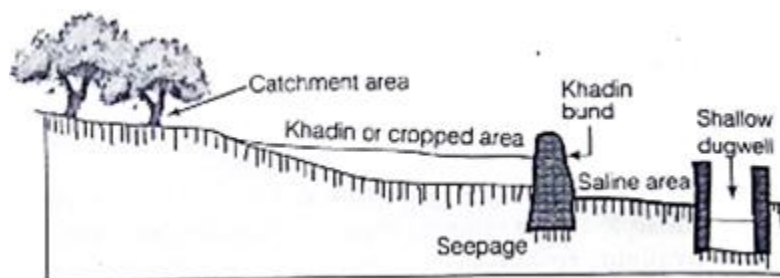 Catchment area
Khadin or cropped area
Khadin
bund
Shallow
dugwell
Saline area
Seepage